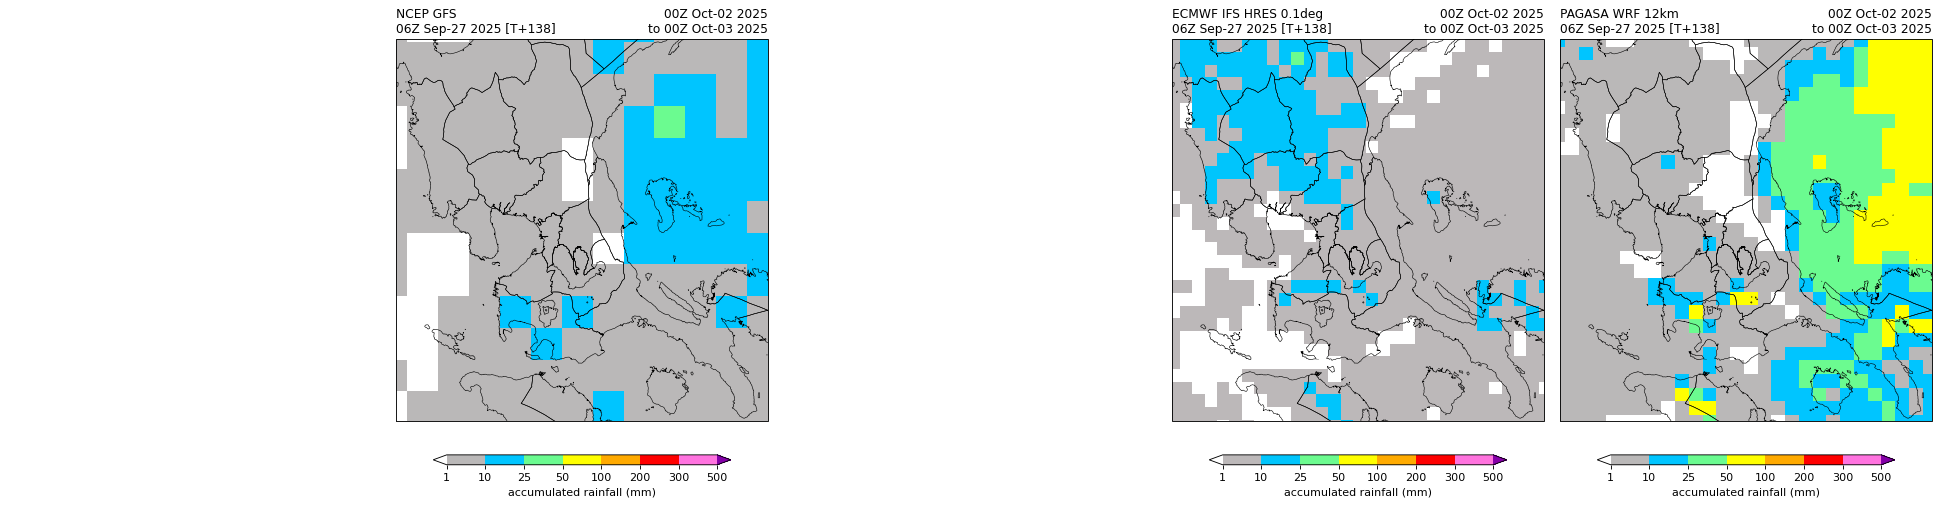 NCEP GFS 00Z Oct-02 2025
06Z Sep-27 2025 [T+138] to 00Z Oct-03 2025
1 10 25 50 100 200 300 500
accumulated rainfall (mm)
ECMWF IFS HRES 0.1deg 00Z Oct-02 2025
06Z Sep-27 2025 [T+138] to 00Z Oct-03 2025
1 10 25 50 100 200 300 500
accumulated rainfall (mm)
PAGASA WRF 12km 00Z Oct-02 2025
06Z Sep-27 2025 [T+138] to 00Z Oct-03 2025
1 10 25 50 100 200 300 500
accumulated rainfall (mm)